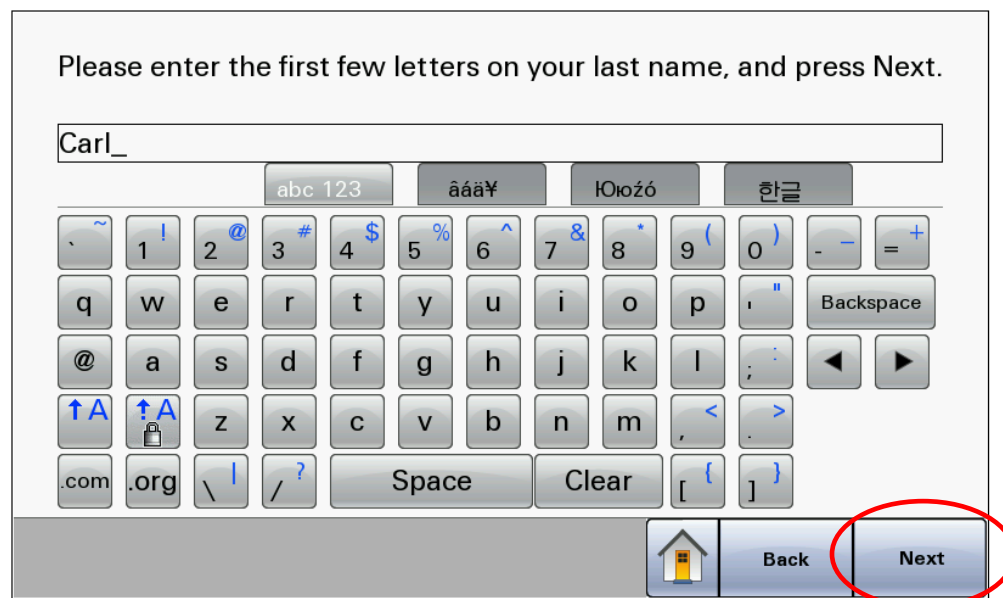 Please enter the first few letters on your last name, and press Next.
Carl_
abc 123 âáä¥ Ююźó 한글
` ~ 1 ! 2 @ 3 # 4 $ 5 % 6 ^ 7 & 8 * 9 ( 0 ) - _ = +
q w e r t y u i o p ' " Backspace
@ a s d f g h j k l ; : ◀ ▶
↑A ↑A z x c v b n m , < . >
.com .org \ | / ? Space Clear [ { ] }
Back Next